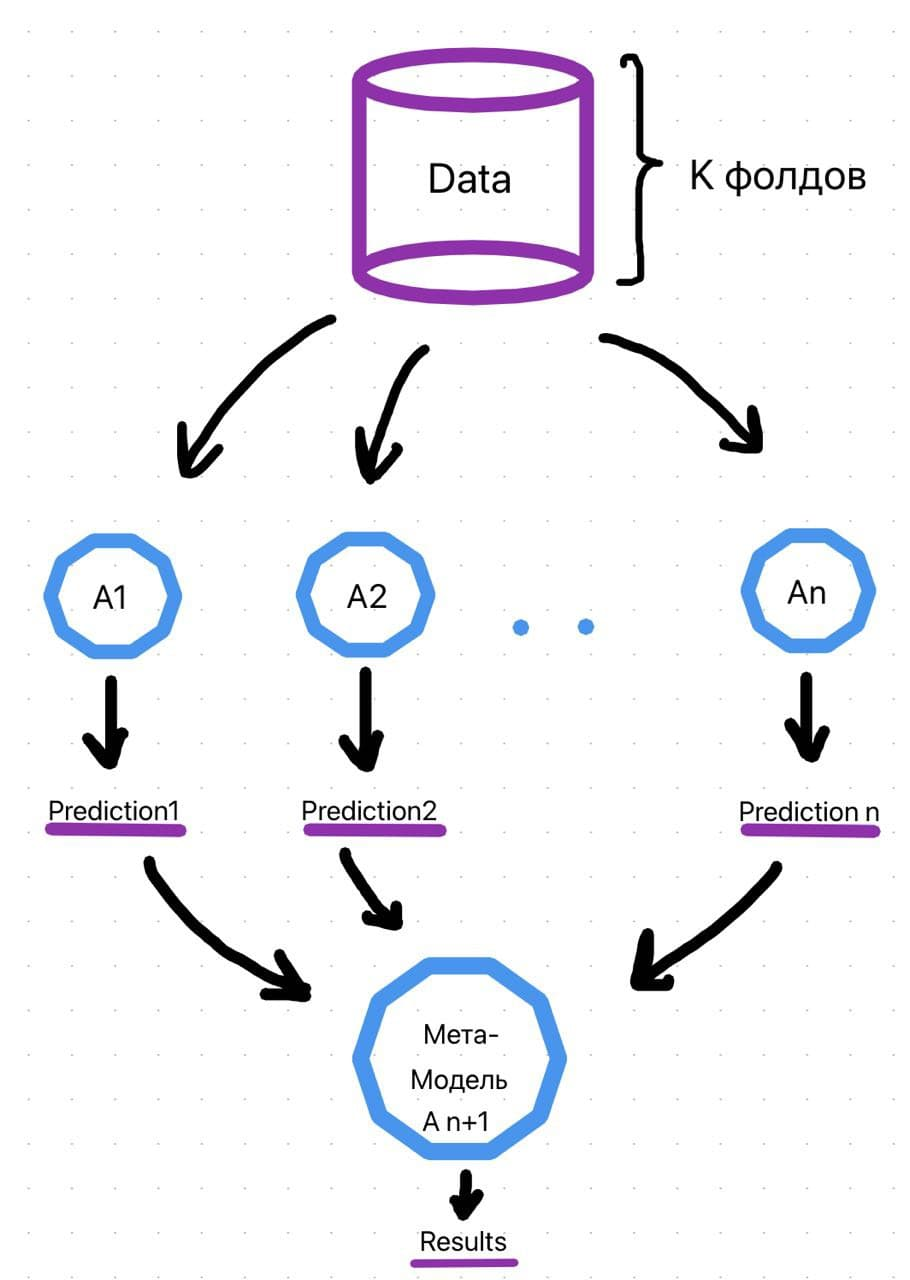 Data
K фолдов
A1
A2
An
Prediction1
Prediction2
Prediction n
Мета-
Модель
A n+1
Results